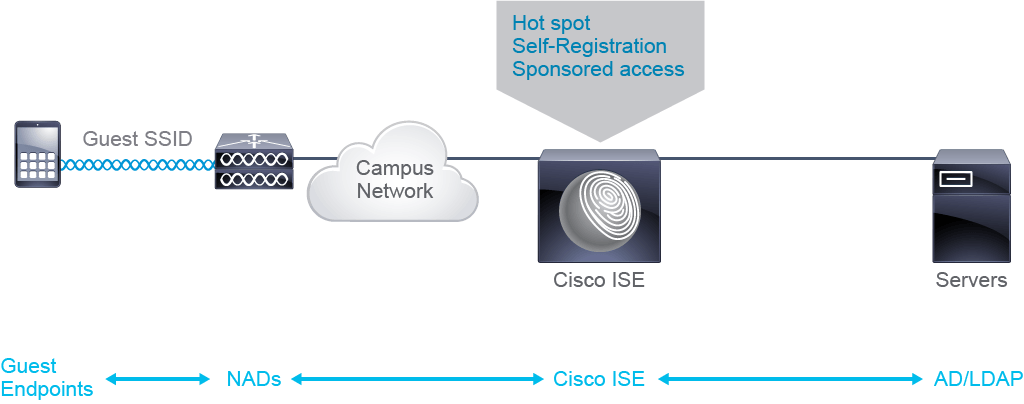 Hot spot
Self-Registration
Sponsored access
Guest SSID
Campus
Network
Cisco ISE
Servers
Guest
Endpoints
NADs
Cisco ISE
AD/LDAP